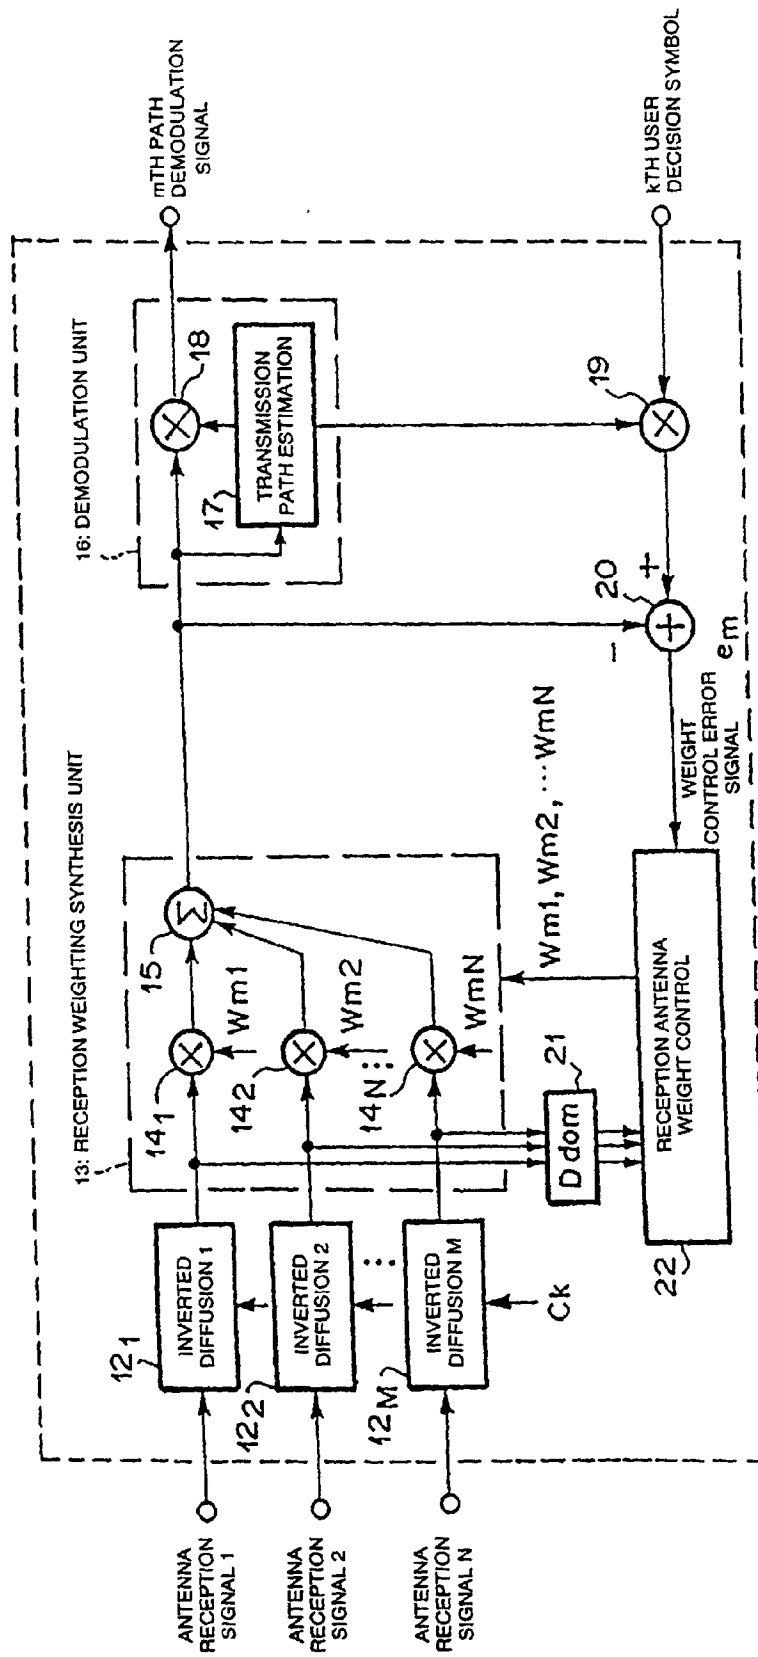 ANTENNA
RECEPTION
SIGNAL 1
ANTENNA
RECEPTION
SIGNAL 2
ANTENNA
RECEPTION
SIGNAL N
121
INVERTED
DIFFUSION 1
122
INVERTED
DIFFUSION 2
12M
INVERTED
DIFFUSION M
Ck
13: RECEPTION WEIGHTING SYNTHESIS UNIT
141
Wm1
142
Wm2
14N
WmN
15
Σ
16: DEMODULATION UNIT
17
TRANSMISSION
PATH ESTIMATION
18
mTH PATH
DEMODULATION
SIGNAL
kTH USER
DECISION SYMBOL
19
20
+
−
em
WEIGHT
CONTROL ERROR
SIGNAL
Wm1, Wm2, ⋯WmN
21
D dom
22
RECEPTION ANTENNA
WEIGHT CONTROL